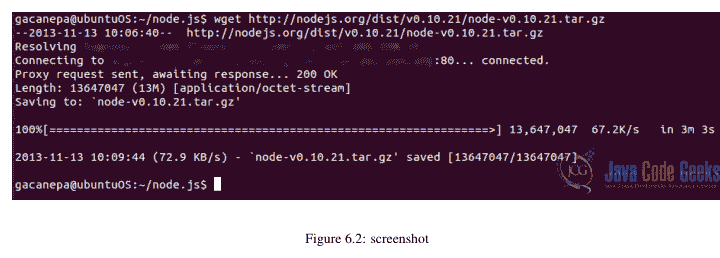 gacanepa@ubuntuOS:~/node.js$ wget http://nodejs.org/dist/v0.10.21/node-v0.10.21.tar.gz
--2013-11-13 10:06:40-- http://nodejs.org/dist/v0.10.21/node-v0.10.21.tar.gz
Resolving
Connecting to :80... connected.
Proxy request sent, awaiting response... 200 OK
Length: 13647047 (13M) [application/octet-stream]
Saving to: `node-v0.10.21.tar.gz'
100%[================================================================>] 13,647,047 67.2K/s in 3m 3s
2013-11-13 10:09:44 (72.9 KB/s) - `node-v0.10.21.tar.gz' saved [13647047/13647047]
JCG Java Code Geeks
gacanepa@ubuntuOS:~/node.js$
Figure 6.2: screenshot